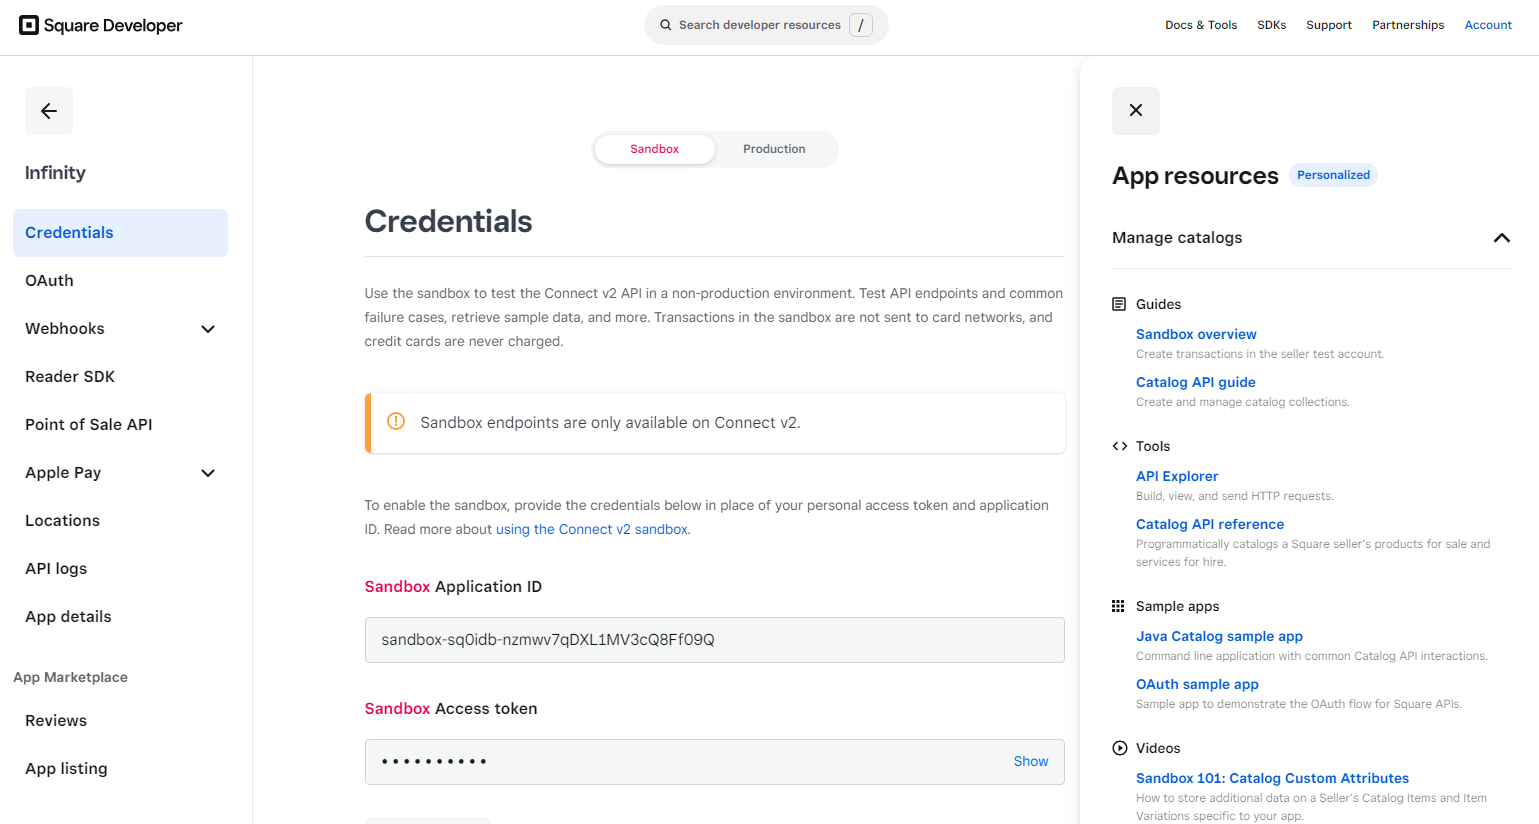 Square Developer
Search developer resources /
Docs & Tools
SDKs
Support
Partnerships
Account
Infinity
Credentials
OAuth
Webhooks
Reader SDK
Point of Sale API
Apple Pay
Locations
API logs
App details
App Marketplace
Reviews
App listing
Sandbox
Production
Credentials
Use the sandbox to test the Connect v2 API in a non-production environment. Test API endpoints and common
failure cases, retrieve sample data, and more. Transactions in the sandbox are not sent to card networks, and
credit cards are never charged.
Sandbox endpoints are only available on Connect v2.
To enable the sandbox, provide the credentials below in place of your personal access token and application
ID. Read more about using the Connect v2 sandbox.
Sandbox Application ID
sandbox-sq0idb-nzmwv7qDXL1MV3cQ8Ff09Q
Sandbox Access token
Show
App resources
Personalized
Manage catalogs
Guides
Sandbox overview
Create transactions in the seller test account.
Catalog API guide
Create and manage catalog collections.
Tools
API Explorer
Build, view, and send HTTP requests.
Catalog API reference
Programmatically catalogs a Square seller's products for sale and
services for hire.
Sample apps
Java Catalog sample app
Command line application with common Catalog API interactions.
OAuth sample app
Sample app to demonstrate the OAuth flow for Square APIs.
Videos
Sandbox 101: Catalog Custom Attributes
How to store additional data on a Seller's Catalog Items and Item
Variations specific to your app.